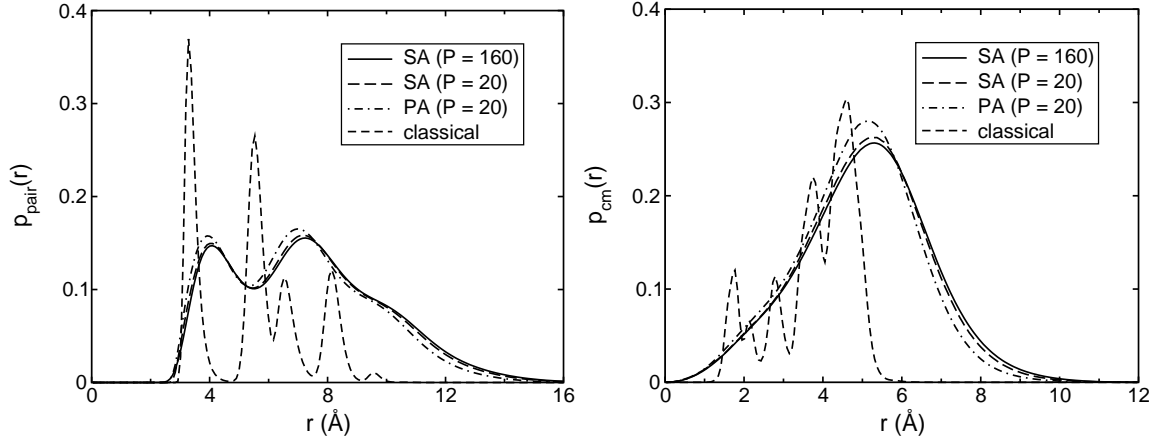 0.4
0.3
0.2
0.1
0
p_pair(r)
SA (P = 160)
SA (P = 20)
PA (P = 20)
classical
0 4 8 12 16
r (Å)
0.4
0.3
0.2
0.1
0
p_cm(r)
SA (P = 160)
SA (P = 20)
PA (P = 20)
classical
0 2 4 6 8 10 12
r (Å)